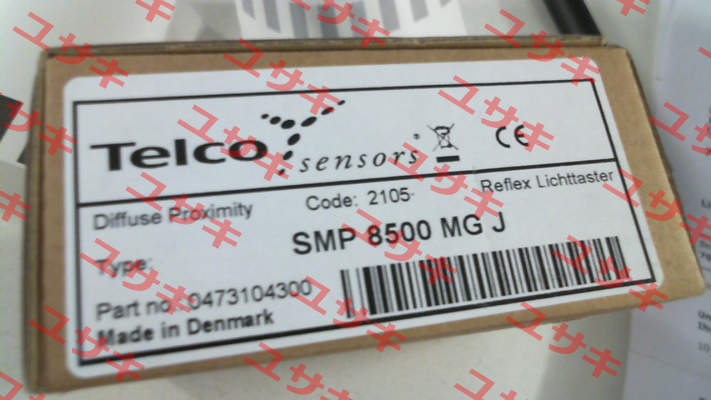 Telco sensors
CE
Diffuse Proximity Code: 2105 Reflex Lichttaster
Type: SMP 8500 MG J
Part no: 0473104300
Made in Denmark
ユサキ